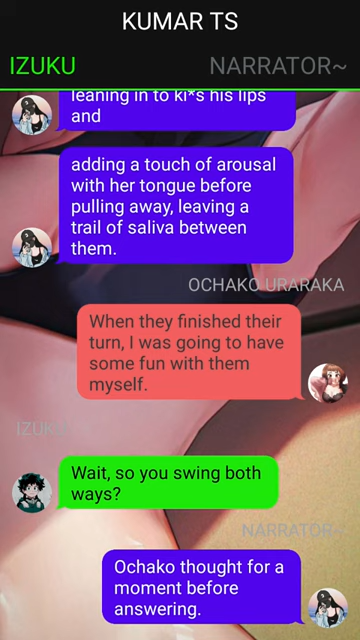 KUMAR TS
IZUKU
NARRATOR~
leaning in to ki*s his lips
and
adding a touch of arousal
with her tongue before
pulling away, leaving a
trail of saliva between
them.
OCHAKO URARAKA
When they finished their
turn, I was going to have
some fun with them
myself.
IZUKU
Wait, so you swing both
ways?
NARRATOR~
Ochako thought for a
moment before
answering.